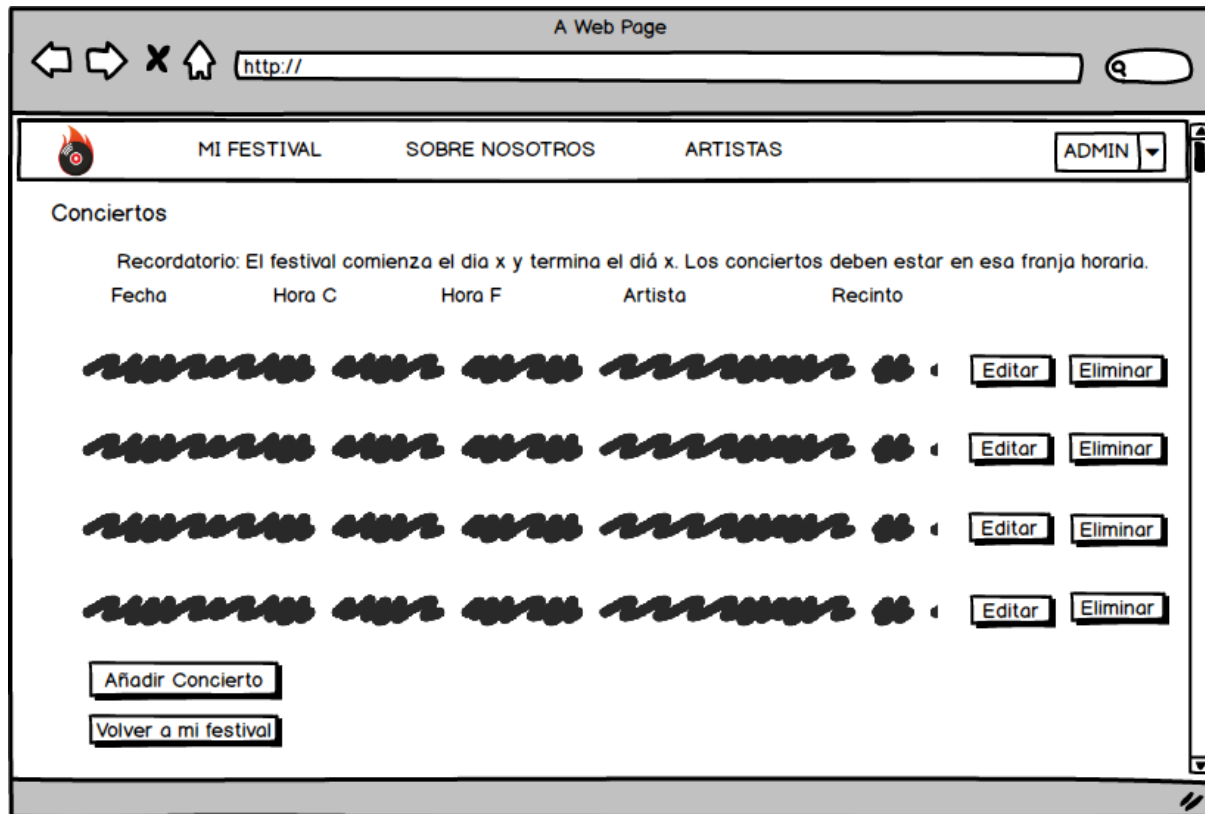 A Web Page
http://
MI FESTIVAL SOBRE NOSOTROS ARTISTAS ADMIN
Conciertos
Recordatorio: El festival comienza el dia x y termina el diá x. Los conciertos deben estar en esa franja horaria.
Fecha Hora C Hora F Artista Recinto
Editar Eliminar
Editar Eliminar
Editar Eliminar
Editar Eliminar
Añadir Concierto
Volver a mi festival